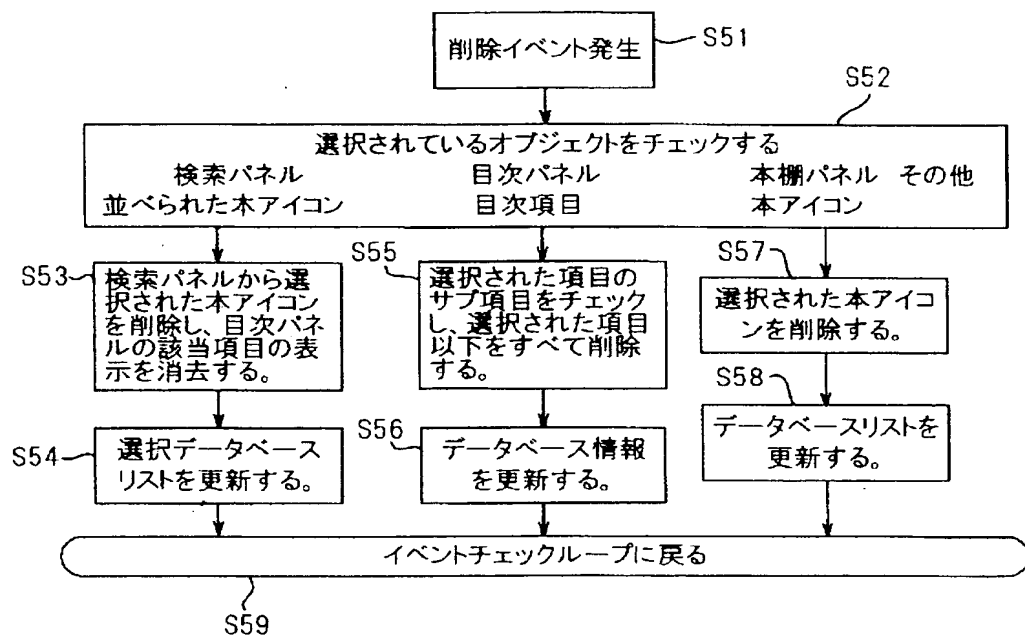 削除イベント発生
S51
S52
選択されているオブジェクトをチェックする
検索パネル
並べられた本アイコン
目次パネル
目次項目
本棚パネル その他
本アイコン
S53
検索パネルから選
択された本アイコン
を削除し、目次パネ
ルの該当項目の表
示を消去する。
S55
選択された項目の
サブ項目をチェック
し、選択された項目
以下をすべて削除
する。
S57
選択された本アイコ
ンを削除する。
S54
選択データベース
リストを更新する。
S56
データベース情報
を更新する。
S58
データベースリストを
更新する。
イベントチェックループに戻る
S59